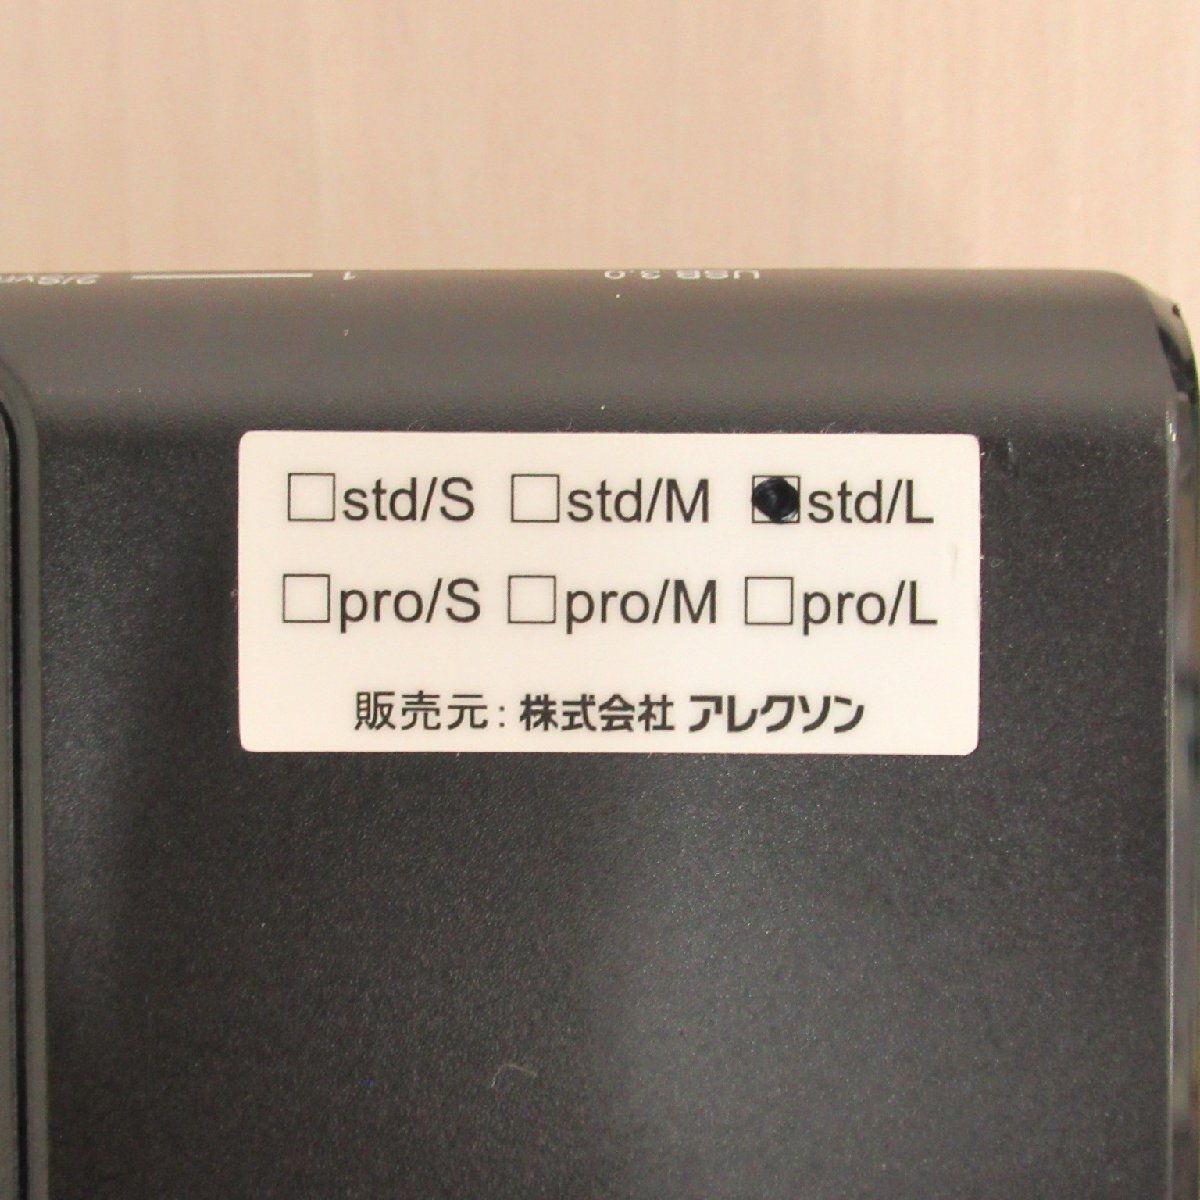 1
USB 3.0
□std/S □std/M ■std/L
□pro/S □pro/M □pro/L
販売元: 株式会社 アレクソン